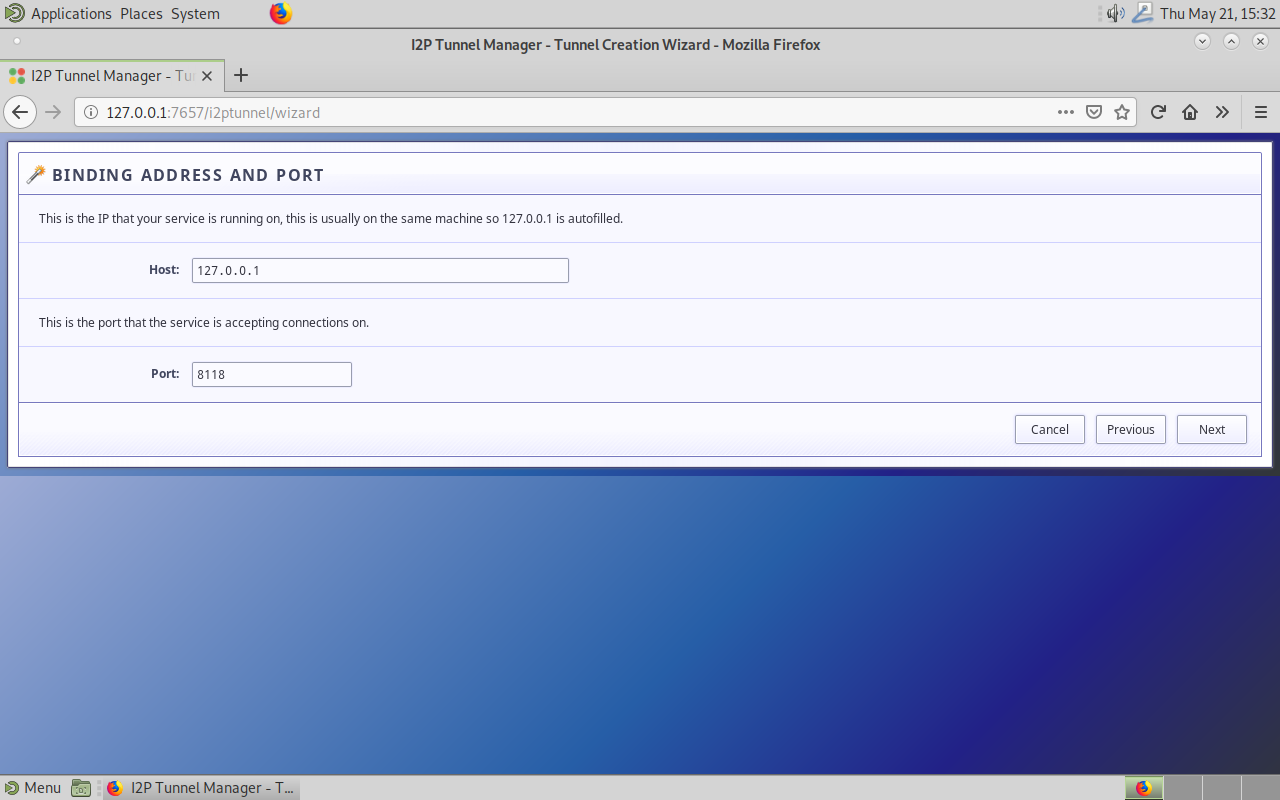 Applications Places System
Thu May 21, 15:32
I2P Tunnel Manager - Tunnel Creation Wizard - Mozilla Firefox
I2P Tunnel Manager - Tu
127.0.0.1:7657/i2ptunnel/wizard
BINDING ADDRESS AND PORT
This is the IP that your service is running on, this is usually on the same machine so 127.0.0.1 is autofilled.
Host: 127.0.0.1
This is the port that the service is accepting connections on.
Port: 8118
Cancel Previous Next
Menu I2P Tunnel Manager - T...